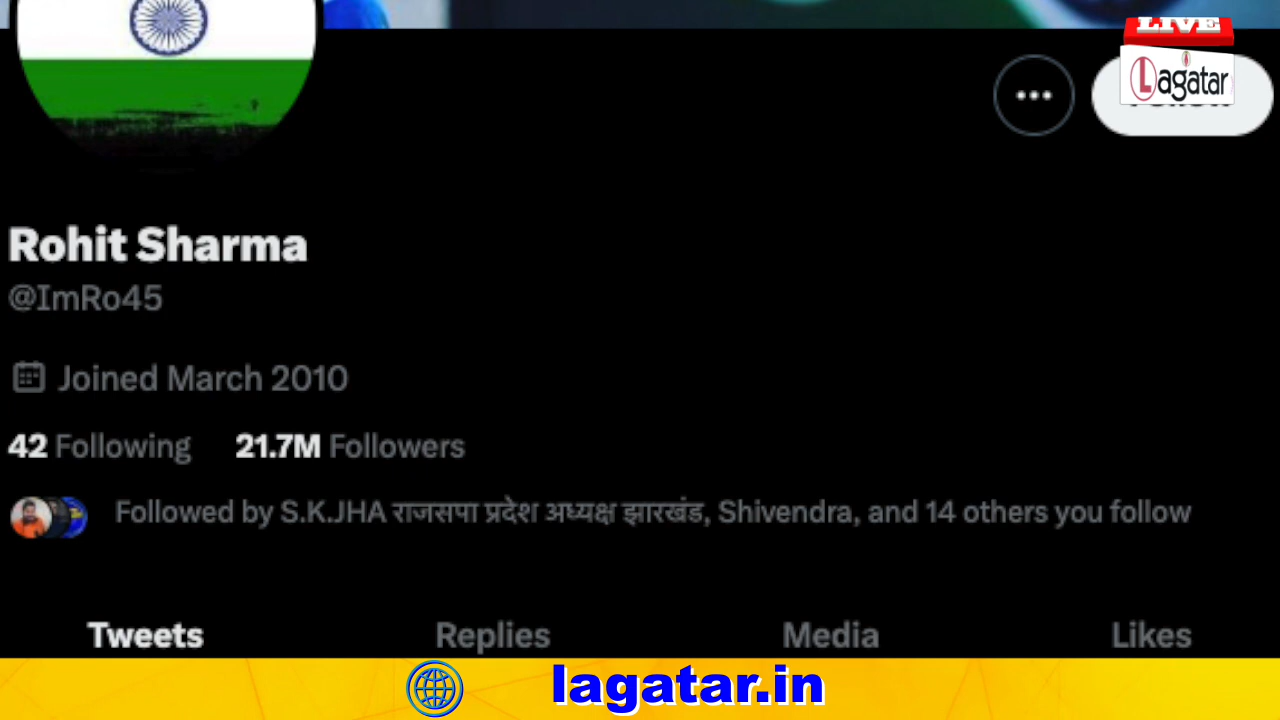 LIVE
Lagatar
Rohit Sharma
@ImRo45
Joined March 2010
42 Following 21.7M Followers
Followed by S.K.JHA राजसपा प्रदेश अध्यक्ष झारखंड, Shivendra, and 14 others you follow
Tweets Replies Media Likes
lagatar.in